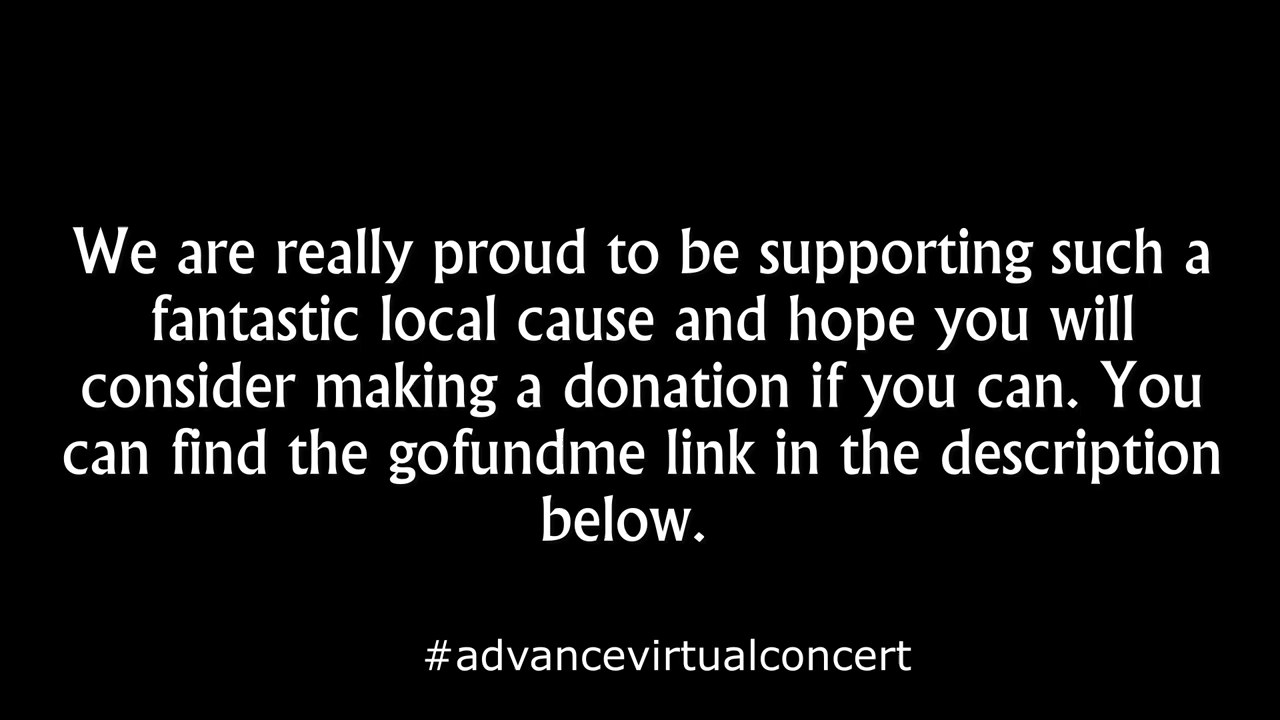 We are really proud to be supporting such a
fantastic local cause and hope you will
consider making a donation if you can. You
can find the gofundme link in the description
below.
#advancevirtualconcert